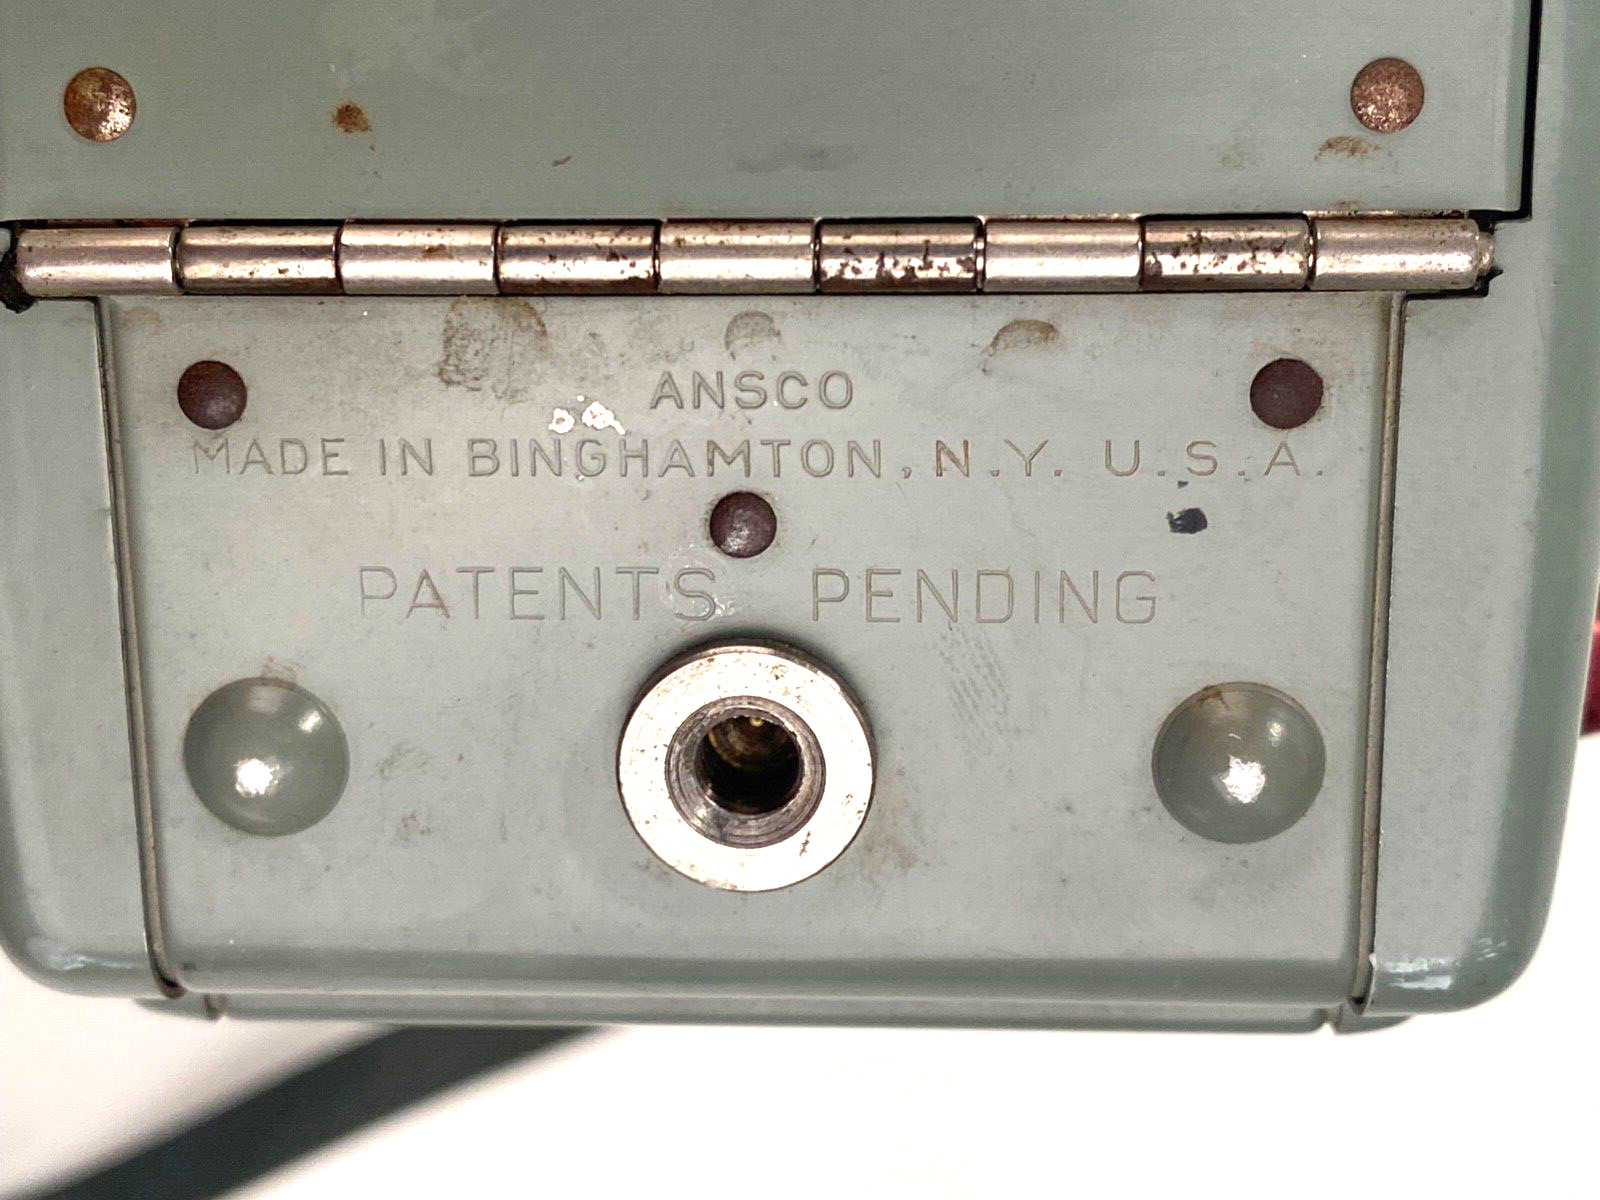 ANSCO
MADE IN BINGHAMTON, N.Y. U.S.A.
PATENTS PENDING